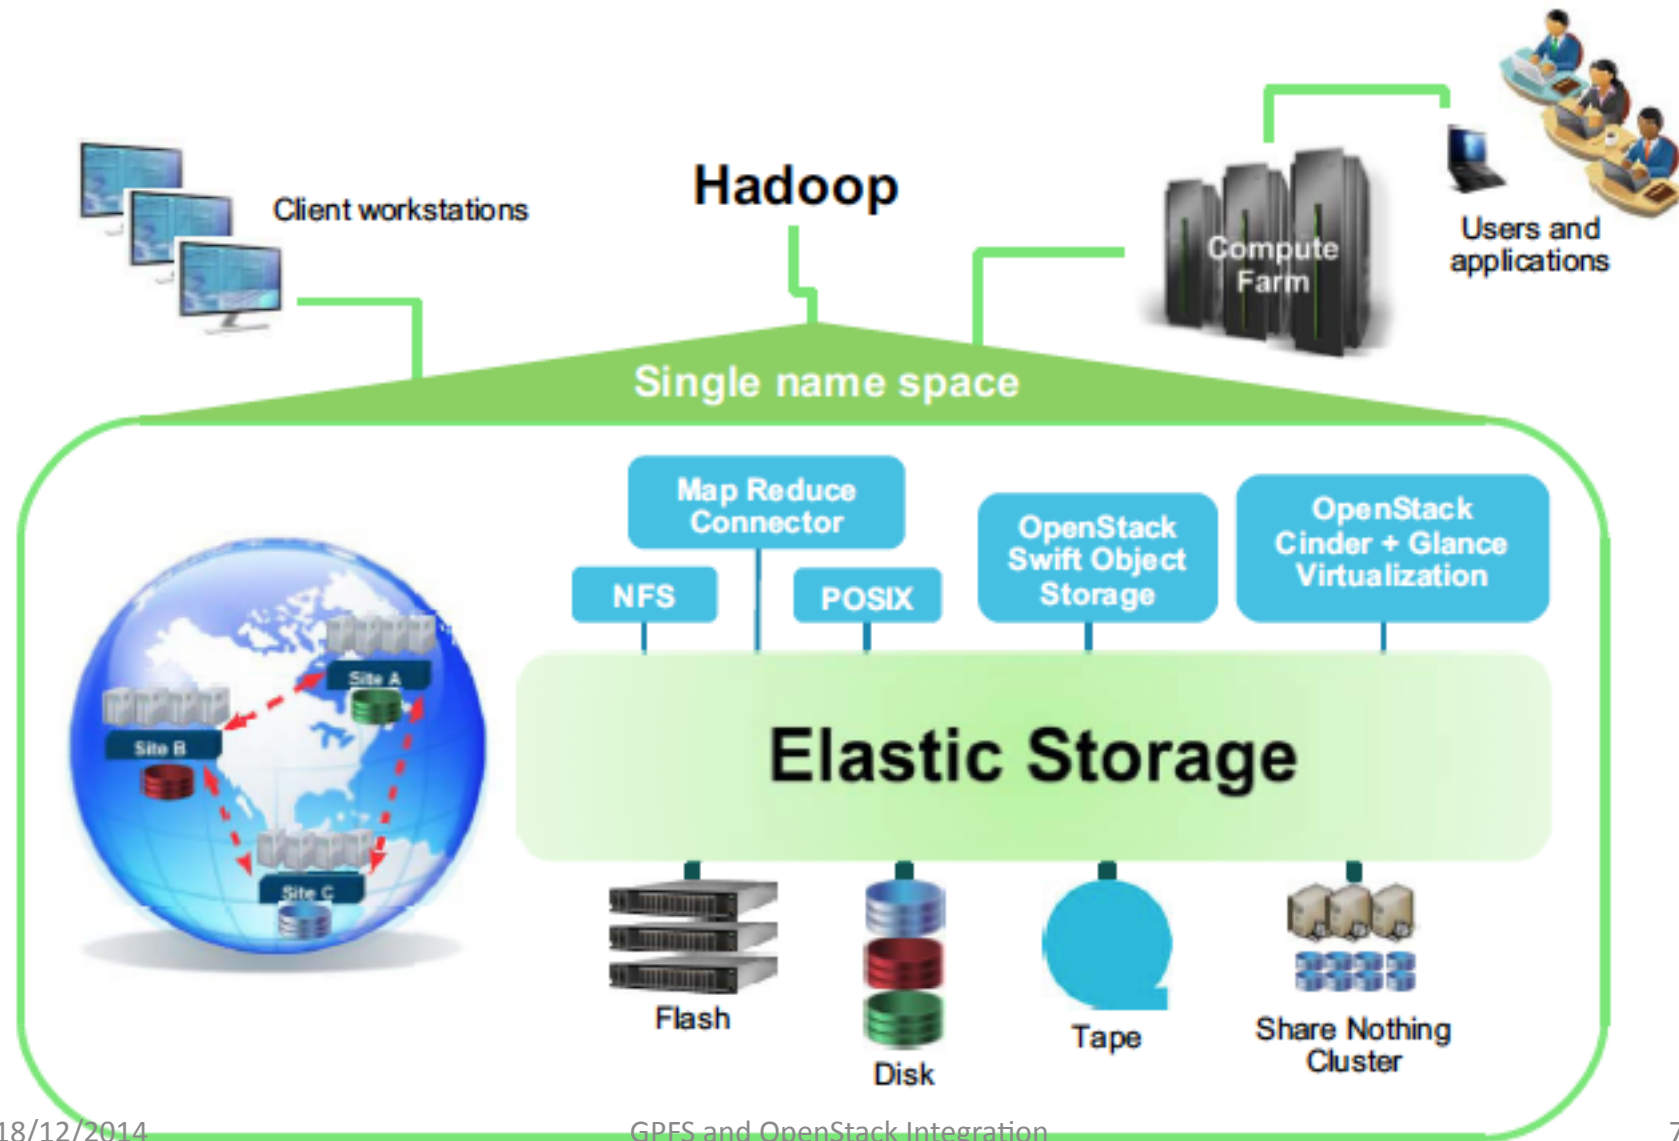 Client workstations
Hadoop
Compute
Farm
Users and
applications
Single name space
Map Reduce
Connector
OpenStack
Swift Object
Storage
OpenStack
Cinder + Glance
Virtualization
NFS
POSIX
Site A
Site B
Site C
Elastic Storage
Flash
Disk
Tape
Share Nothing
Cluster
18/12/2014
GPFS and OpenStack Integration
7